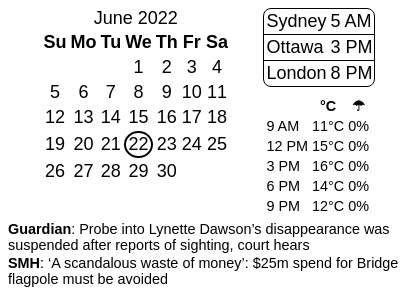 June 2022
Su Mo Tu We Th Fr Sa
1 2 3 4
5 6 7 8 9 10 11
12 13 14 15 16 17 18
19 20 21 22 23 24 25
26 27 28 29 30
Sydney 5 AM
Ottawa 3 PM
London 8 PM
°C ☂
9 AM 11°C 0%
12 PM 15°C 0%
3 PM 16°C 0%
6 PM 14°C 0%
9 PM 12°C 0%
Guardian: Probe into Lynette Dawson’s disappearance was
suspended after reports of sighting, court hears
SMH: ‘A scandalous waste of money’: $25m spend for Bridge
flagpole must be avoided